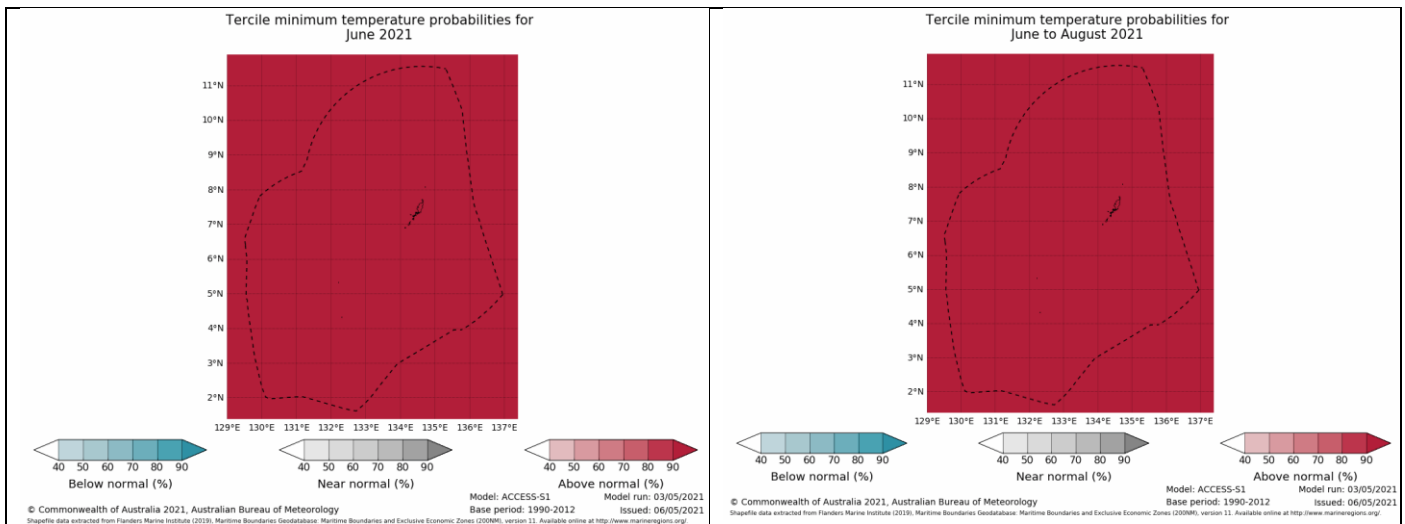 Tercile minimum temperature probabilities for
June 2021
11°N
10°N
9°N
8°N
7°N
6°N
5°N
4°N
3°N
2°N
129°E 130°E 131°E 132°E 133°E 134°E 135°E 136°E 137°E
40 50 60 70 80 90
Below normal (%)
40 50 60 70 80 90
Near normal (%)
40 50 60 70 80 90
Above normal (%)
Model: ACCESS-S1
Model run: 03/05/2021
© Commonwealth of Australia 2021, Australian Bureau of Meteorology
Base period: 1990-2012
Issued: 06/05/2021
Shapefile data extracted from Flanders Marine Institute (2019), Maritime Boundaries Geodatabase: Maritime Boundaries and Exclusive Economic Zones (200NM), version 11. Available online at http://www.marineregions.org/.
Tercile minimum temperature probabilities for
June to August 2021
11°N
10°N
9°N
8°N
7°N
6°N
5°N
4°N
3°N
2°N
129°E 130°E 131°E 132°E 133°E 134°E 135°E 136°E 137°E
40 50 60 70 80 90
Below normal (%)
40 50 60 70 80 90
Near normal (%)
40 50 60 70 80 90
Above normal (%)
Model: ACCESS-S1
Model run: 03/05/2021
© Commonwealth of Australia 2021, Australian Bureau of Meteorology
Base period: 1990-2012
Issued: 06/05/2021
Shapefile data extracted from Flanders Marine Institute (2019), Maritime Boundaries Geodatabase: Maritime Boundaries and Exclusive Economic Zones (200NM), version 11. Available online at http://www.marineregions.org/.